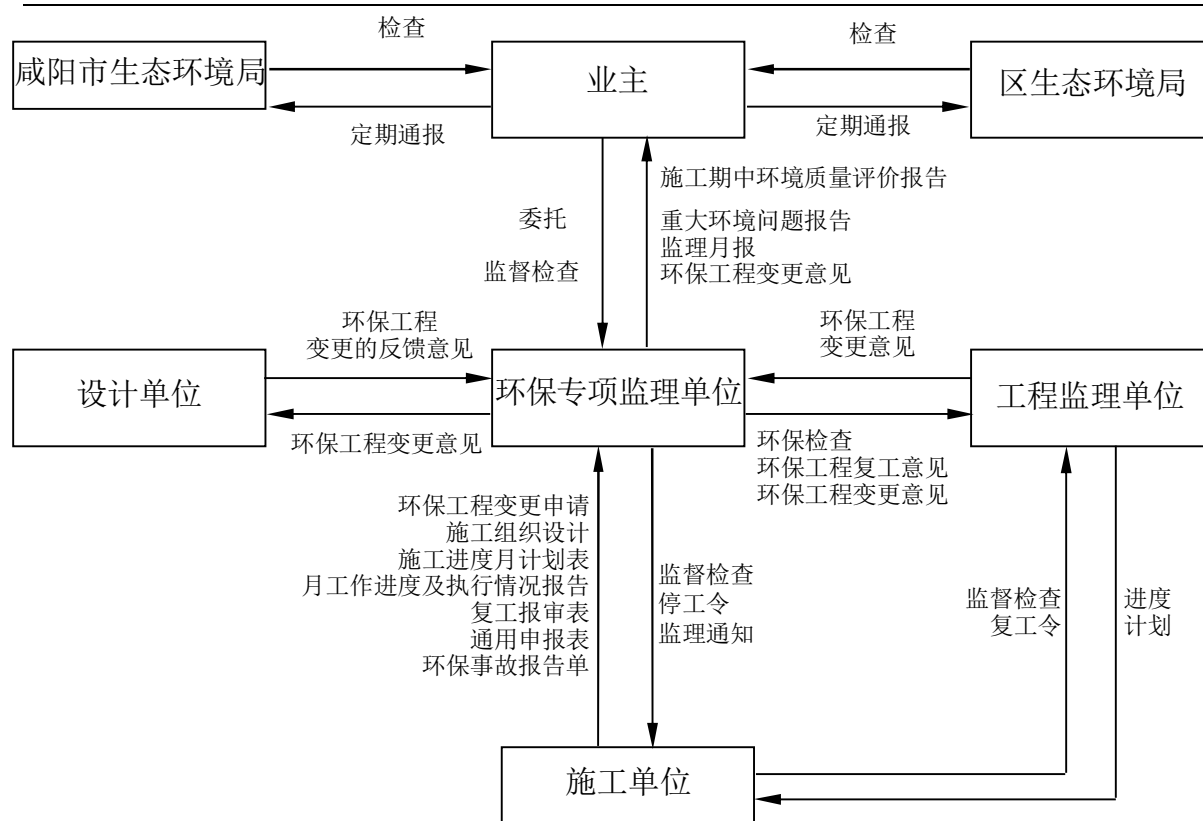 检查
检查
咸阳市生态环境局
业主
区生态环境局
定期通报
定期通报
施工期中环境质量评价报告
委托
重大环境问题报告
监理月报
监督检查
环保工程变更意见
环保工程
变更的反馈意见
环保工程
变更意见
设计单位
环保专项监理单位
工程监理单位
环保工程变更意见
环保检查
环保工程复工意见
环保工程变更意见
环保工程变更申请
施工组织设计
施工进度月计划表
月工作进度及执行情况报告
复工报审表
通用申报表
环保事故报告单
监督检查
停工令
监理通知
监督检查
复工令
进度
计划
施工单位